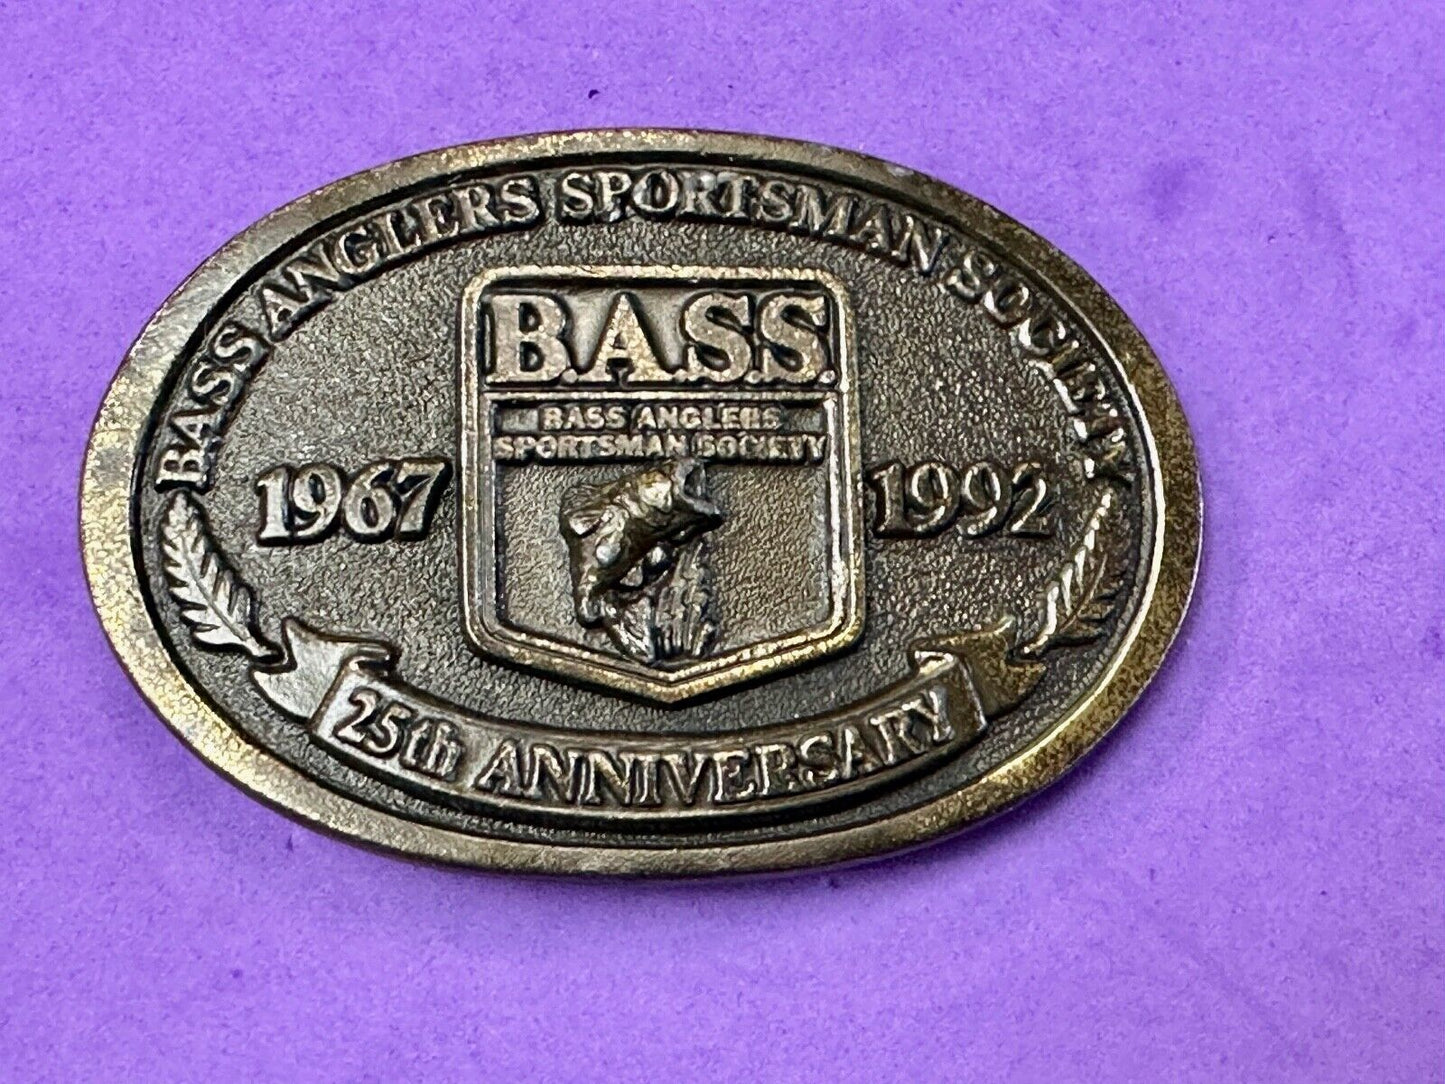 BASS ANGLERS SPORTSMAN SOCIETY
B.A.S.S.
BASS ANGLERS
SPORTSMAN SOCIETY
1967
1992
25th ANNIVERSARY